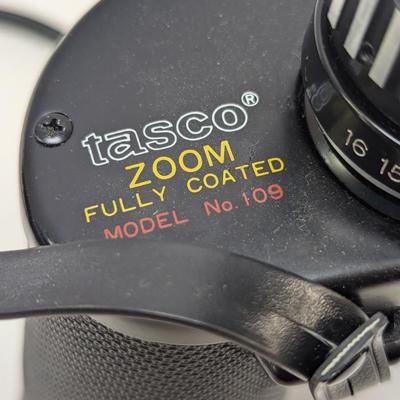 tasco®
ZOOM
FULLY COATED
MODEL No. 109
16 15